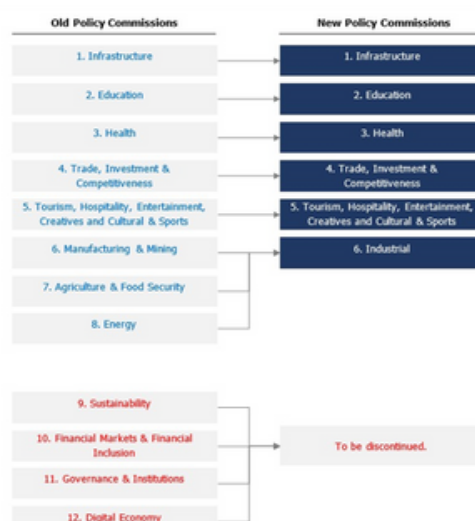 Old Policy Commissions
New Policy Commissions
1. Infrastructure
1. Infrastructure
2. Education
2. Education
3. Health
3. Health
4. Trade, Investment &
Competitiveness
4. Trade, Investment &
Competitiveness
5. Tourism, Hospitality, Entertainment,
Creatives and Cultural & Sports
5. Tourism, Hospitality, Entertainment,
Creatives and Cultural & Sports
6. Manufacturing & Mining
6. Industrial
7. Agriculture & Food Security
8. Energy
9. Sustainability
10. Financial Markets & Financial
Inclusion
To be discontinued.
11. Governance & Institutions
12. Digital Economy